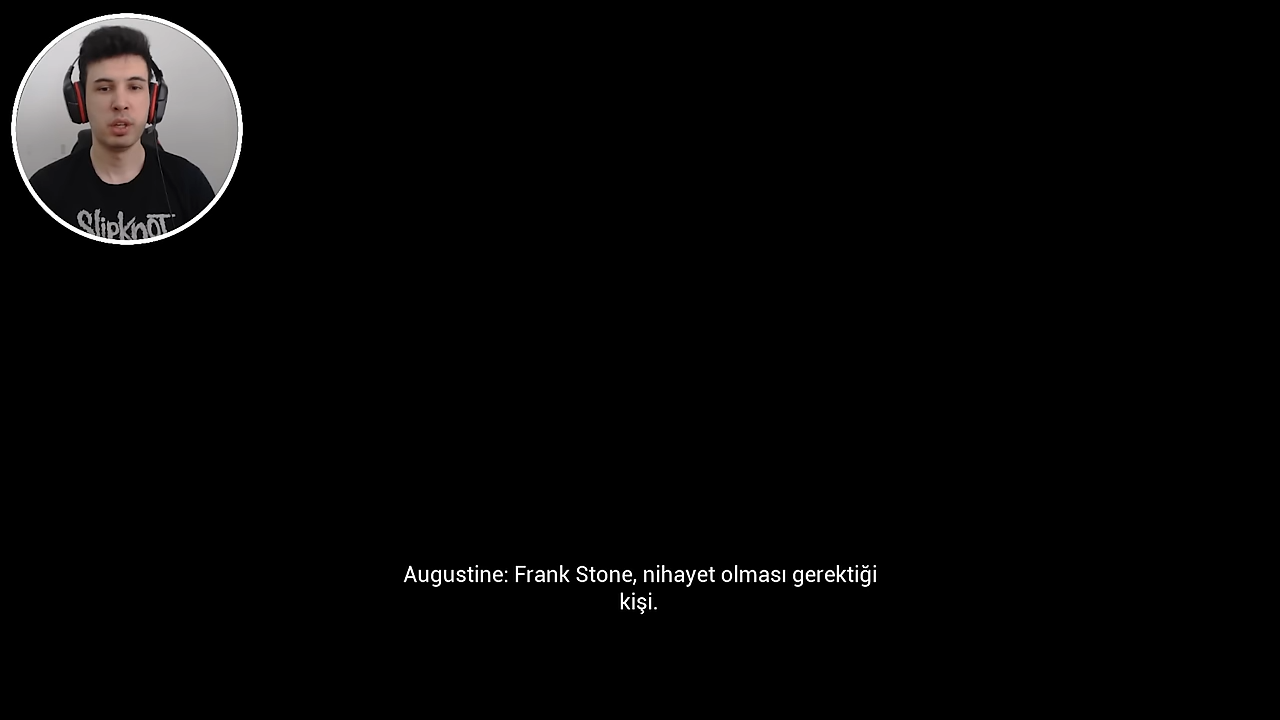 Slipknot
Augustine: Frank Stone, nihayet olması gerektiği
kişi.